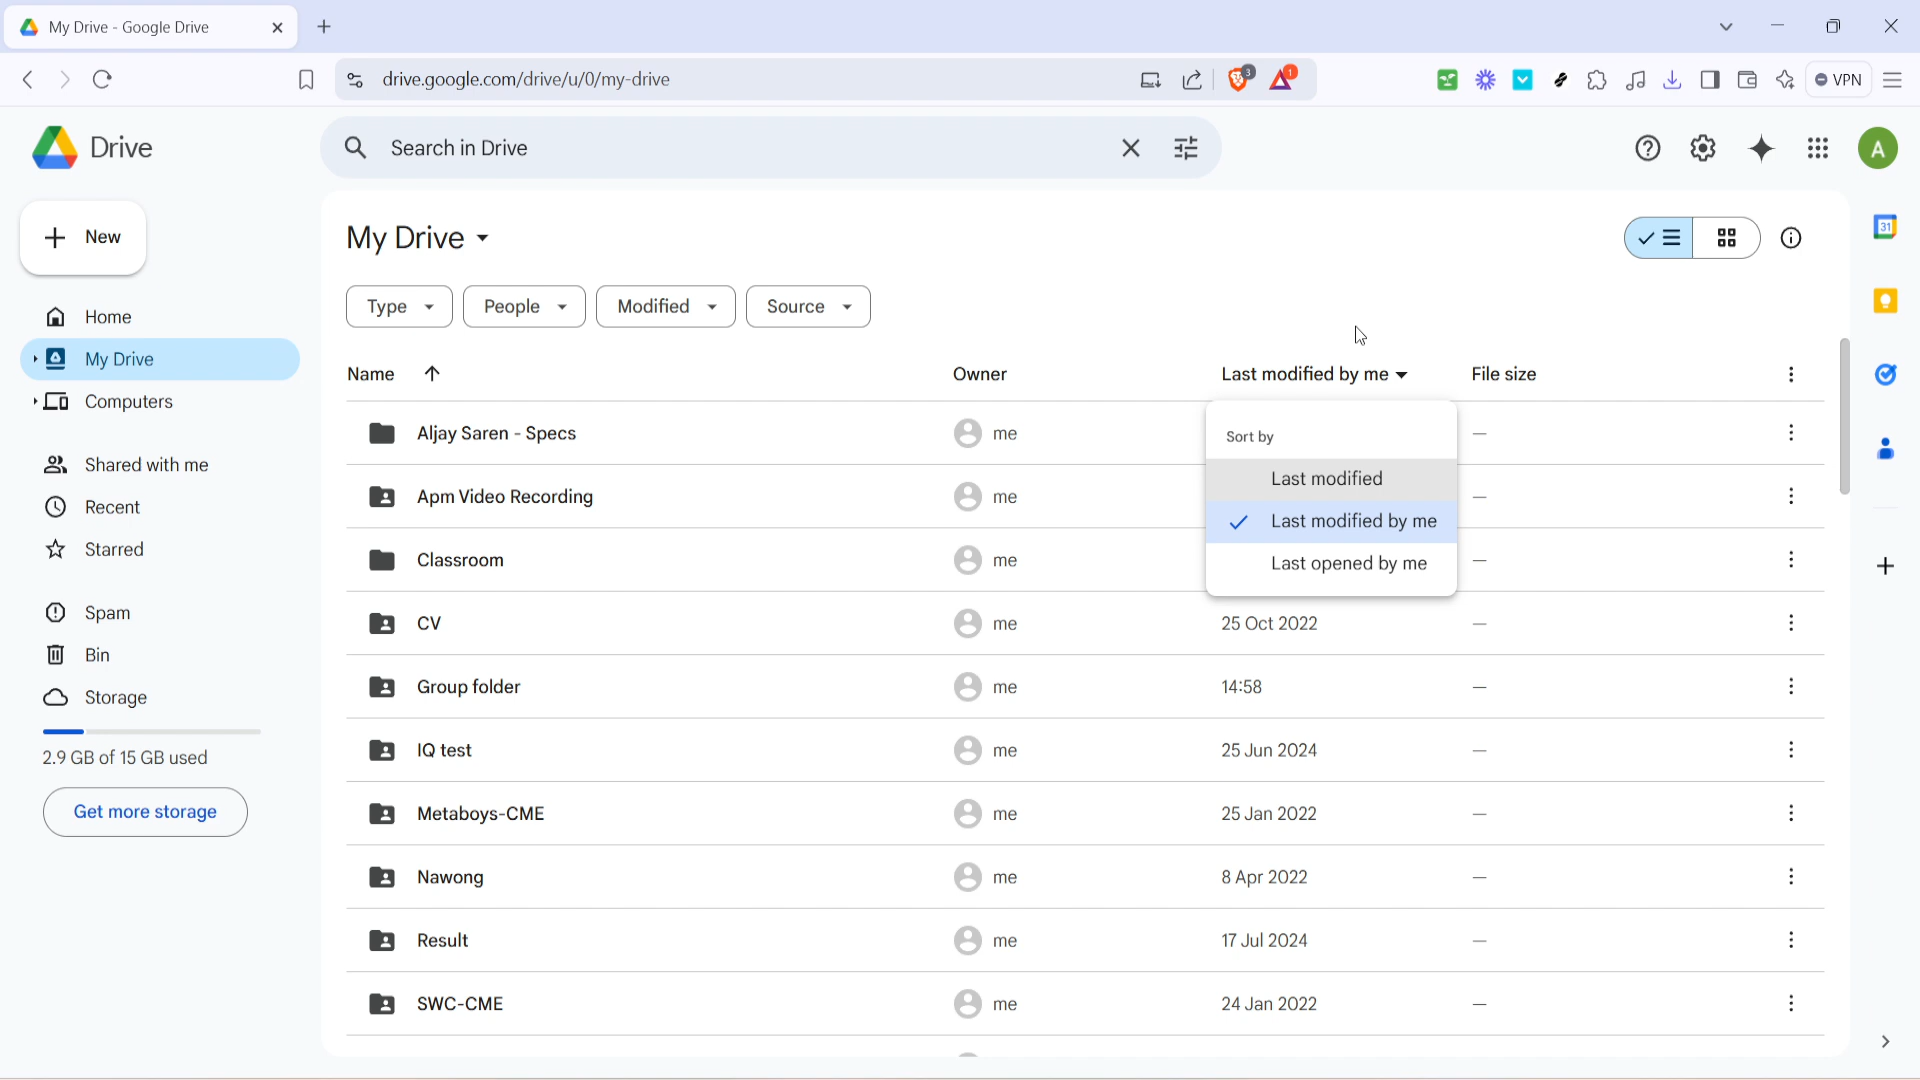 My Drive - Google Drive
drive.google.com/drive/u/0/my-drive
3
1
VPN
Drive
Search in Drive
A
New
My Drive
31
Type
People
Modified
Source
Home
My Drive
Computers
Shared with me
Recent
Starred
Spam
Bin
Storage
2.9 GB of 15 GB used
Get more storage
Name
Owner
Last modified by me
File size
Sort by
Last modified
Last modified by me
Last opened by me
Aljay Saren - Specs
me
—
Apm Video Recording
me
—
Classroom
me
—
CV
me
25 Oct 2022
—
Group folder
me
14:58
—
IQ test
me
25 Jun 2024
—
Metaboys-CME
me
25 Jan 2022
—
Nawong
me
8 Apr 2022
—
Result
me
17 Jul 2024
—
SWC-CME
me
24 Jan 2022
—